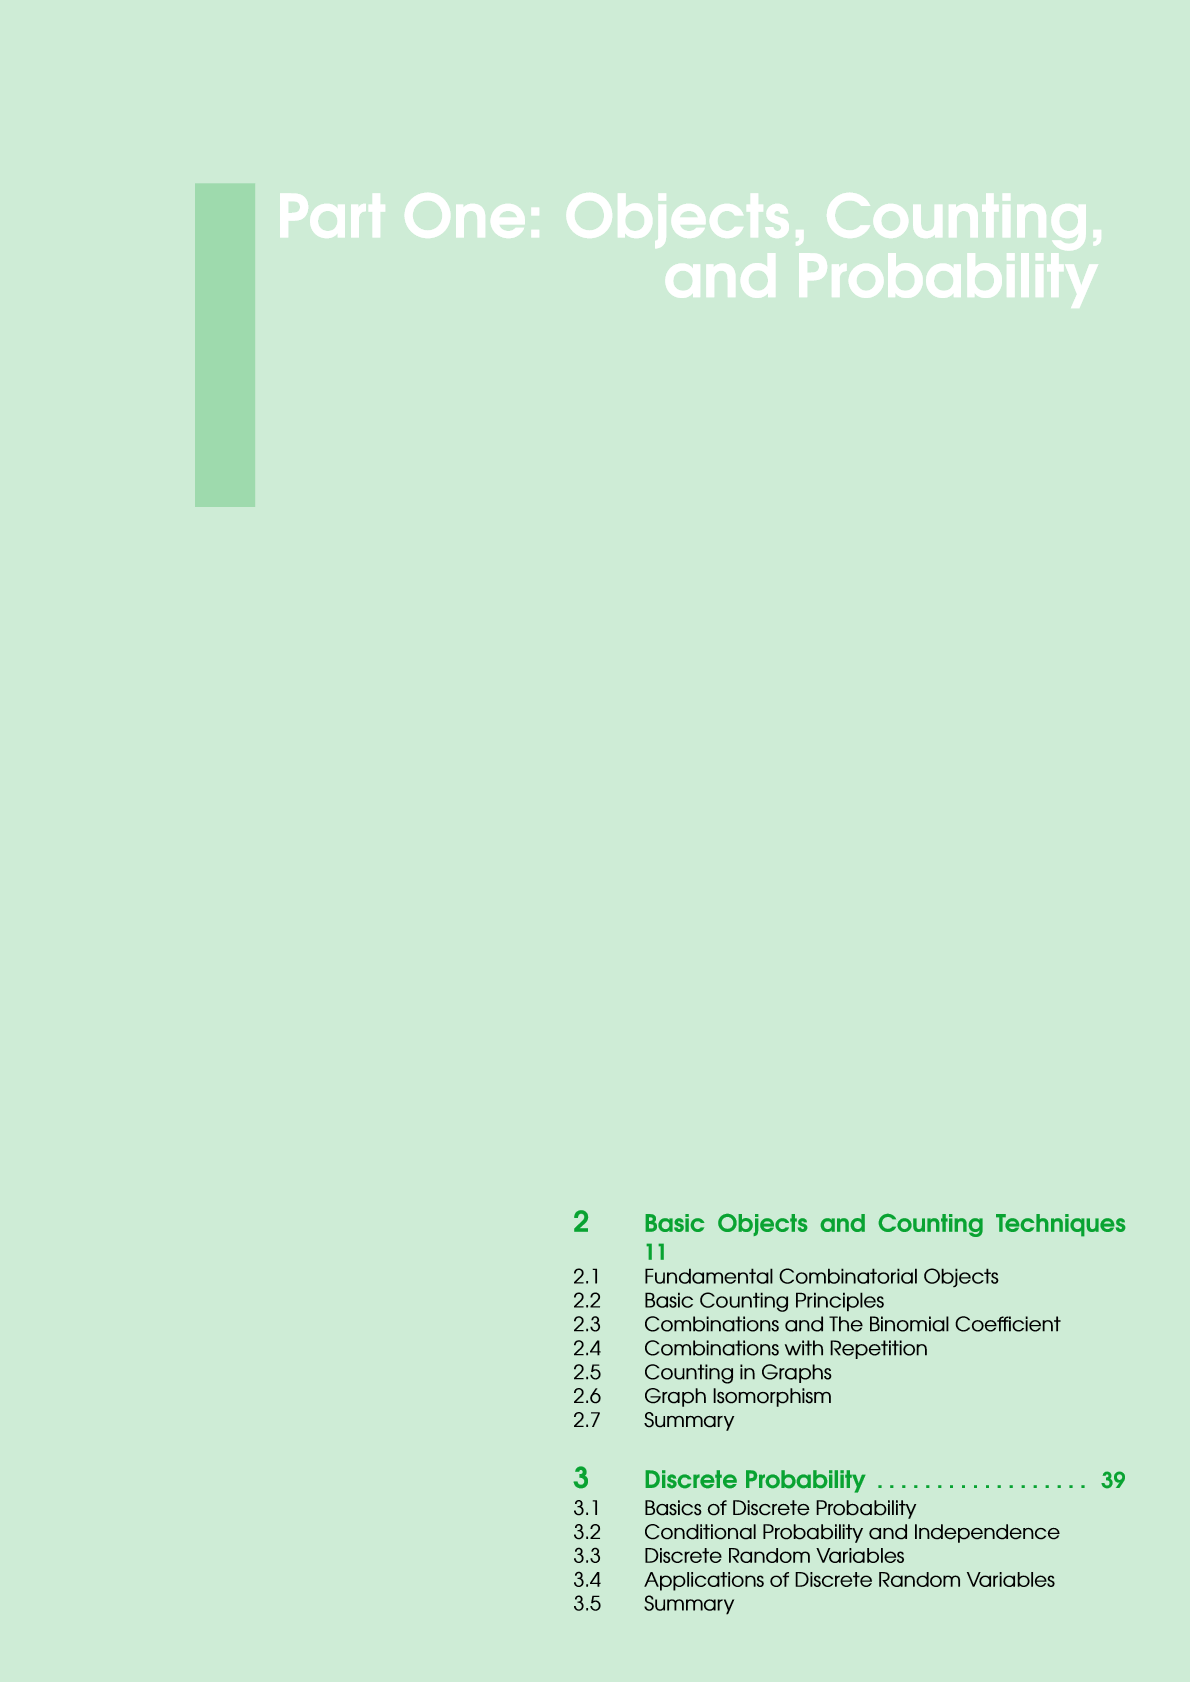 Part One: Objects, Counting,
and Probability
2 Basic Objects and Counting Techniques
11
2.1 Fundamental Combinatorial Objects
2.2 Basic Counting Principles
2.3 Combinations and The Binomial Coefficient
2.4 Combinations with Repetition
2.5 Counting in Graphs
2.6 Graph Isomorphism
2.7 Summary
3 Discrete Probability . . . . . . . . . . . . . . . . . . 39
3.1 Basics of Discrete Probability
3.2 Conditional Probability and Independence
3.3 Discrete Random Variables
3.4 Applications of Discrete Random Variables
3.5 Summary